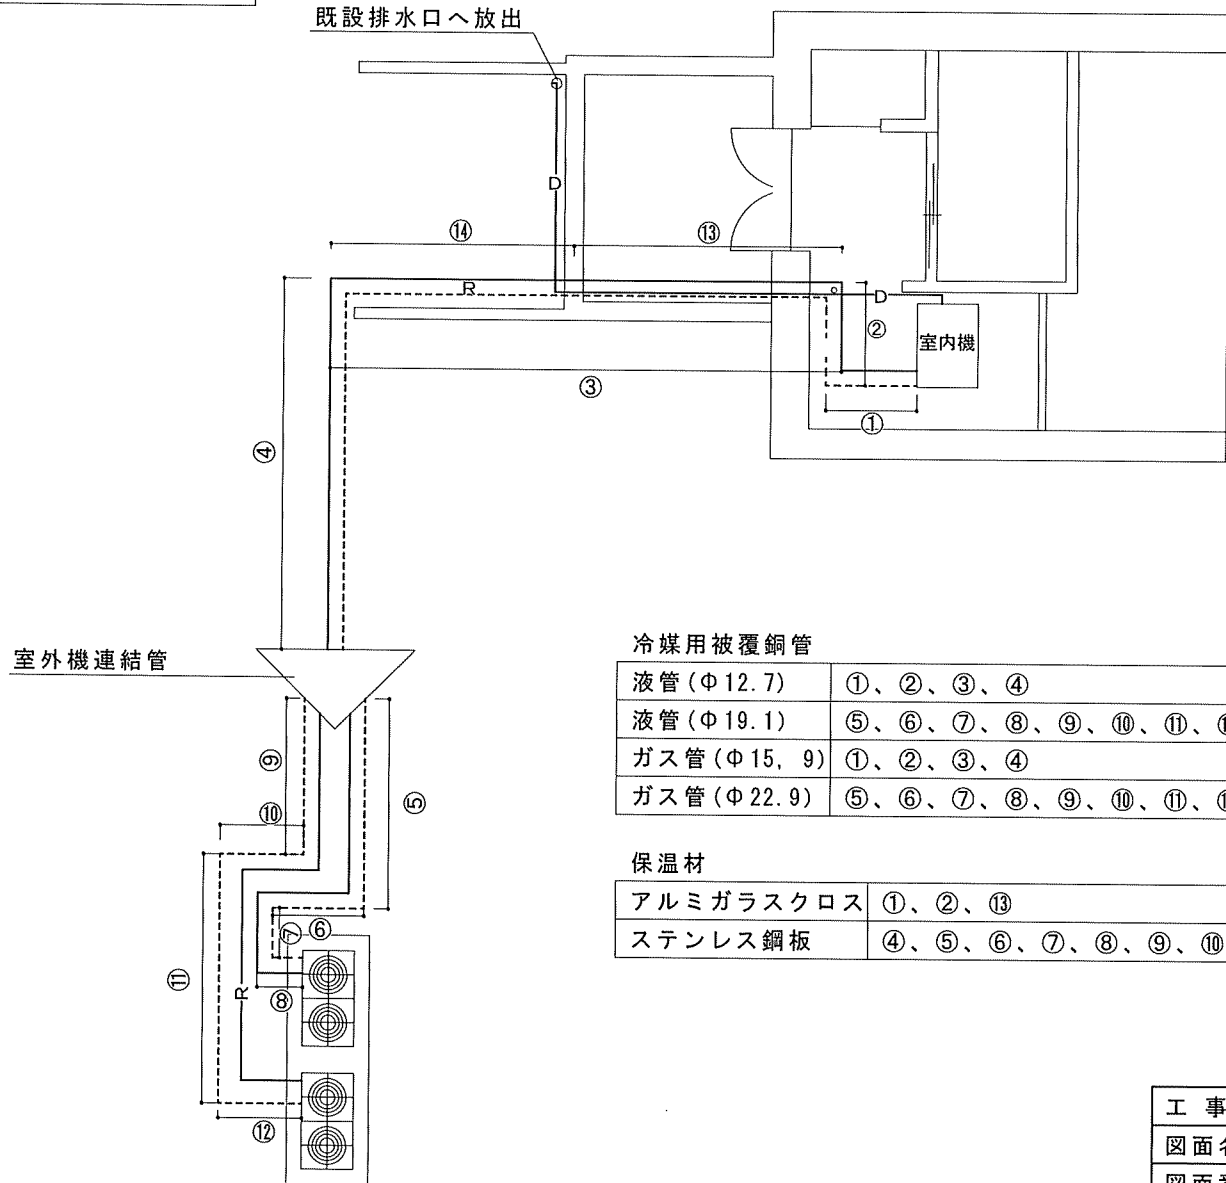 既設排水口へ放出
D
⑭
⑬
R
D
②
室内機
③
①
④
室外機連結管
⑨
⑩
⑤
⑦
⑥
⑪
R
⑧
⑫
冷媒用被覆銅管
液管(Φ12.7) ①、②、③、④
液管(Φ19.1) ⑤、⑥、⑦、⑧、⑨、⑩、⑪、
ガス管(Φ15, 9) ①、②、③、④
ガス管(Φ22.9) ⑤、⑥、⑦、⑧、⑨、⑩、⑪、
保温材
アルミガラスクロス ①、②、⑬
ステンレス鋼板 ④、⑤、⑥、⑦、⑧、⑨、⑩
工事
図面